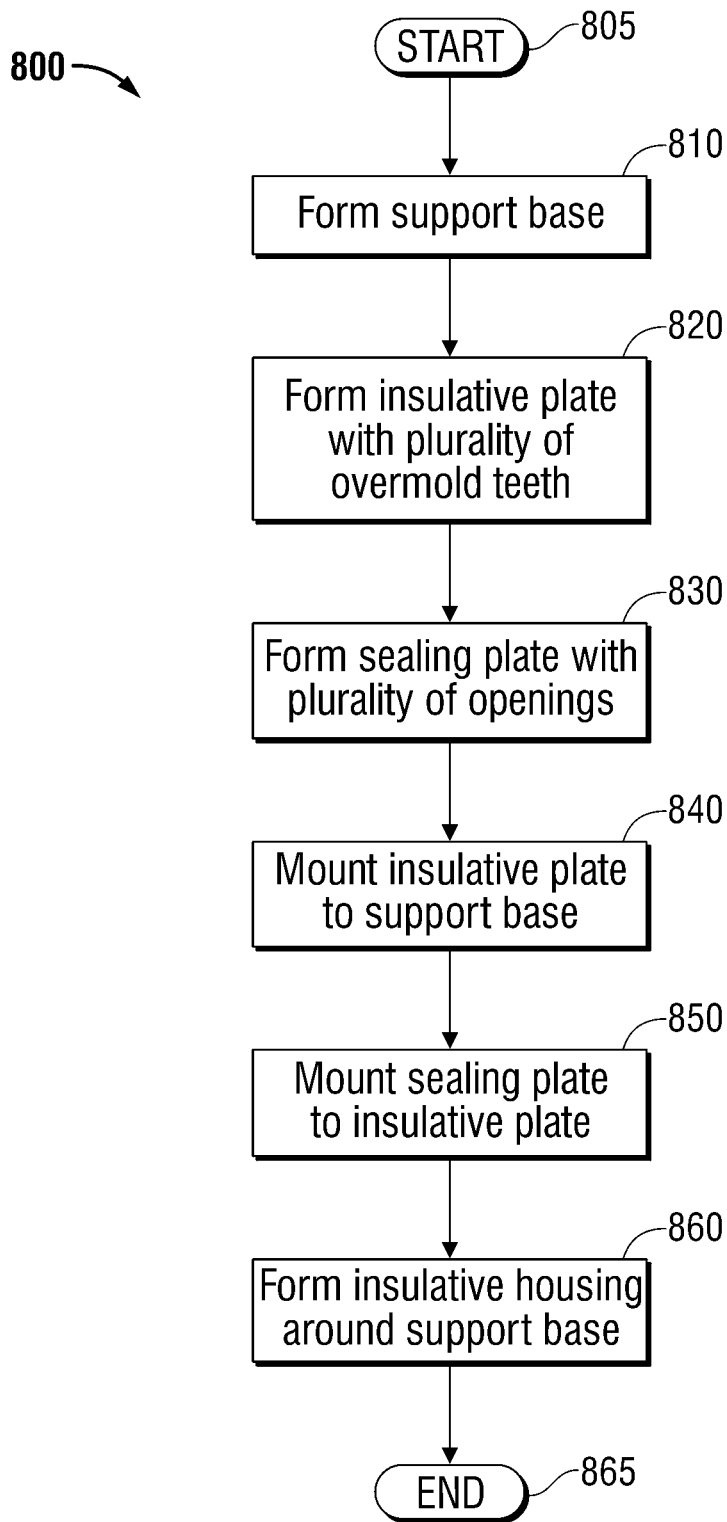 800
START
805
810
Form support base
820
Form insulative plate
with plurality of
overmold teeth
830
Form sealing plate with
plurality of openings
840
Mount insulative plate
to support base
850
Mount sealing plate
to insulative plate
860
Form insulative housing
around support base
END
865